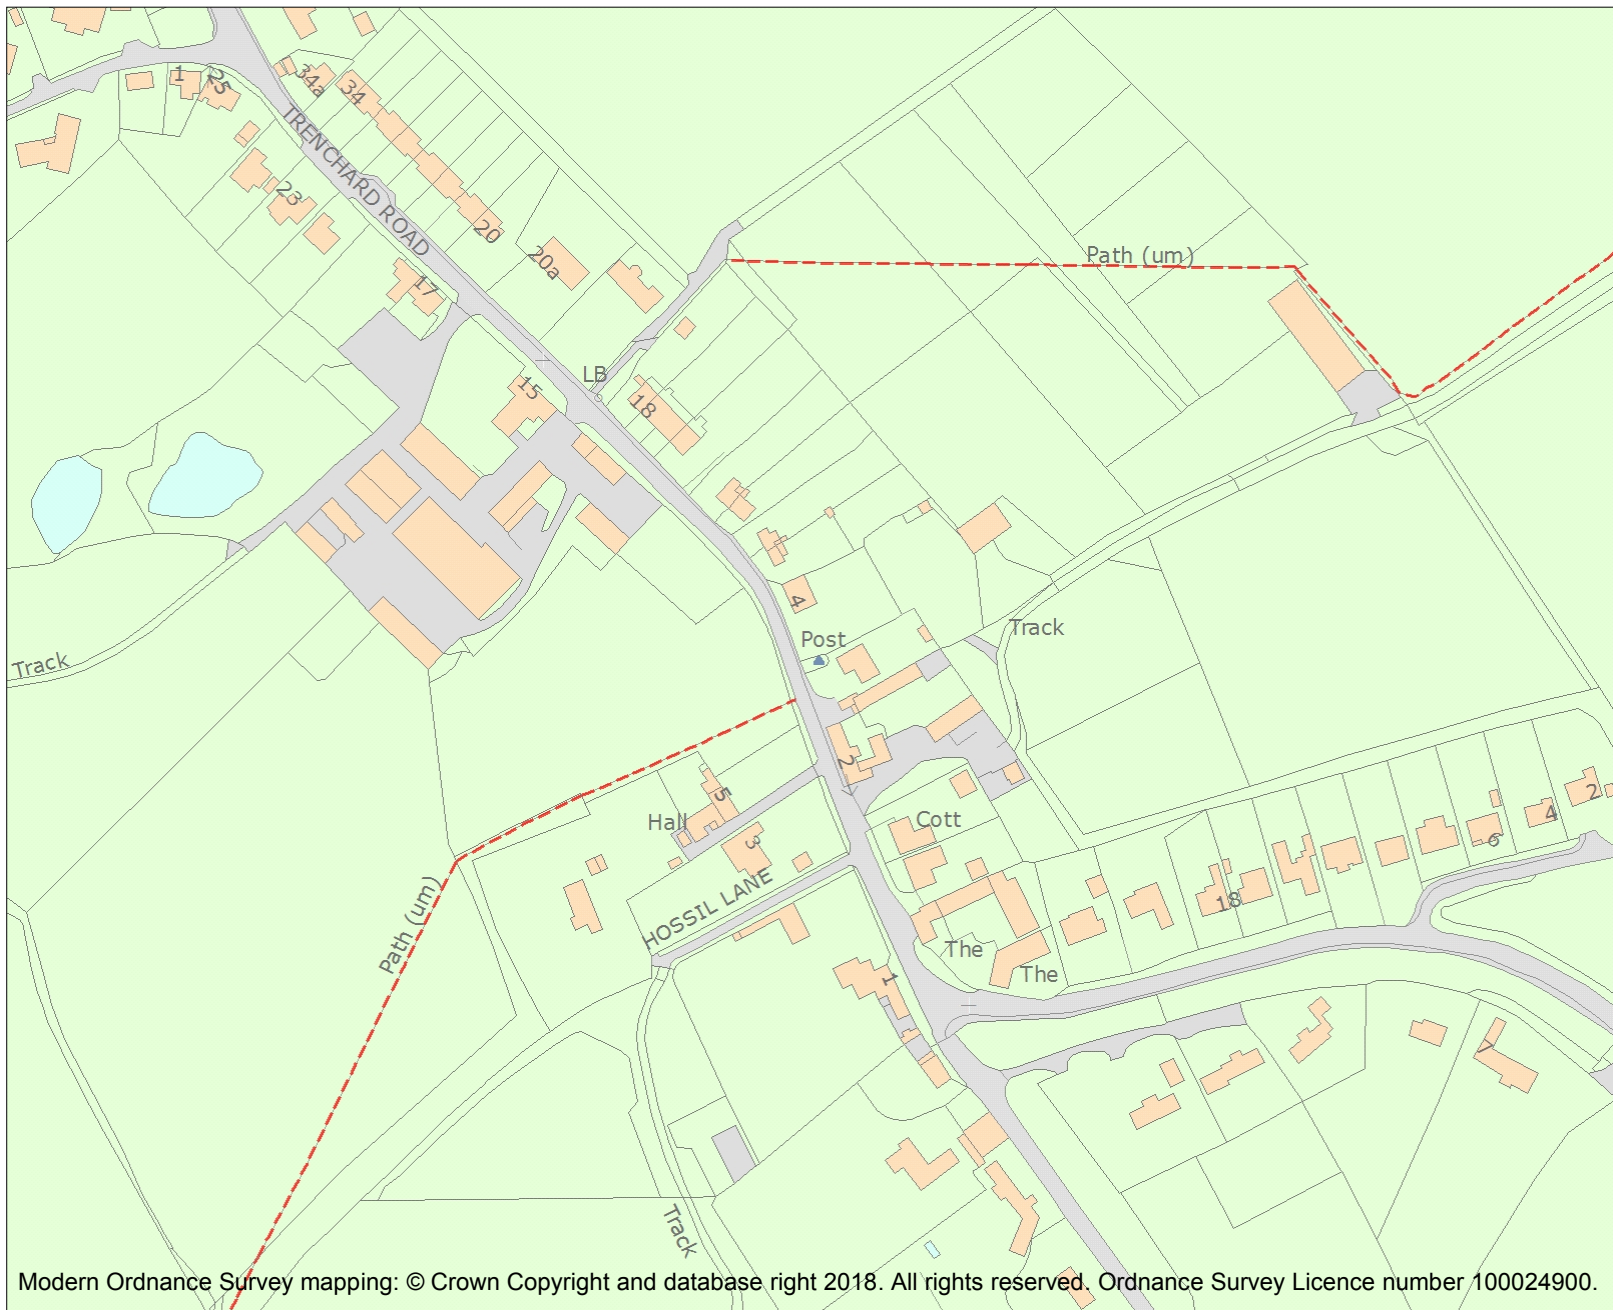 1
25
34a
34
TRENCHARD ROAD
23
20
20a
17
Path (um)
LB
15
18
4
Post
Track
Track
2
5
Hall
3
Cott
2
4
6
18
HOSSIL LANE
Path (um)
The
The
1
7
Track
Modern Ordnance Survey mapping: © Crown Copyright and database right 2018. All rights reserved. Ordnance Survey Licence number 100024900.